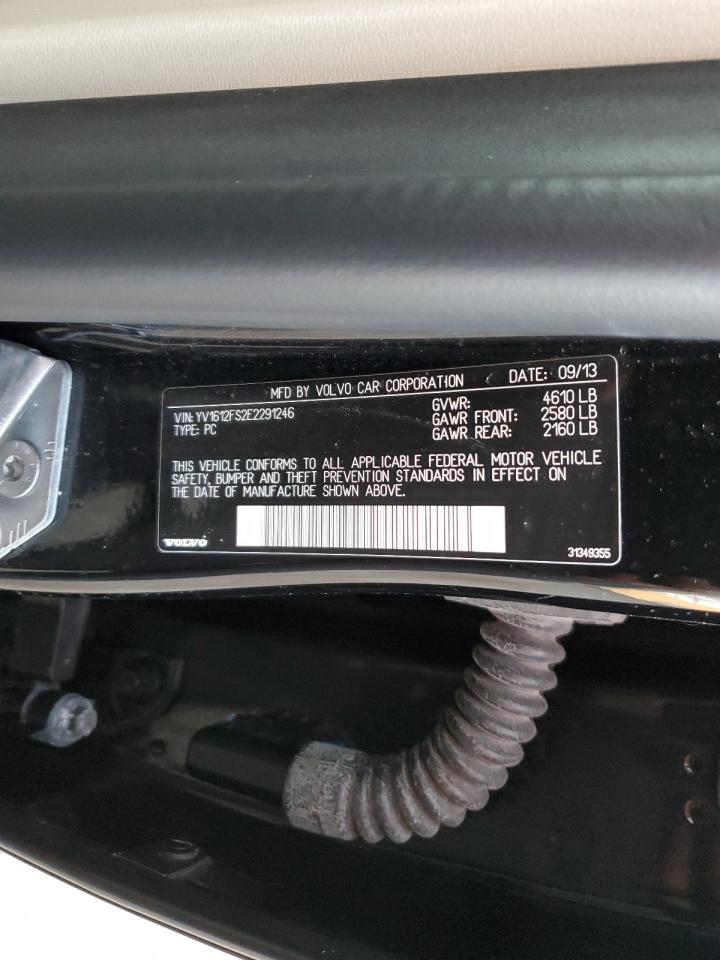 MFD BY VOLVO CAR CORPORATION DATE: 09/13
VIN: YV1612FS2E2291246 GVWR: 4610 LB
TYPE: PC GAWR FRONT: 2580 LB
GAWR REAR: 2160 LB
THIS VEHICLE CONFORMS TO ALL APPLICABLE FEDERAL MOTOR VEHICLE
SAFETY, BUMPER AND THEFT PREVENTION STANDARDS IN EFFECT ON
THE DATE OF MANUFACTURE SHOWN ABOVE.
VOLVO 31349355